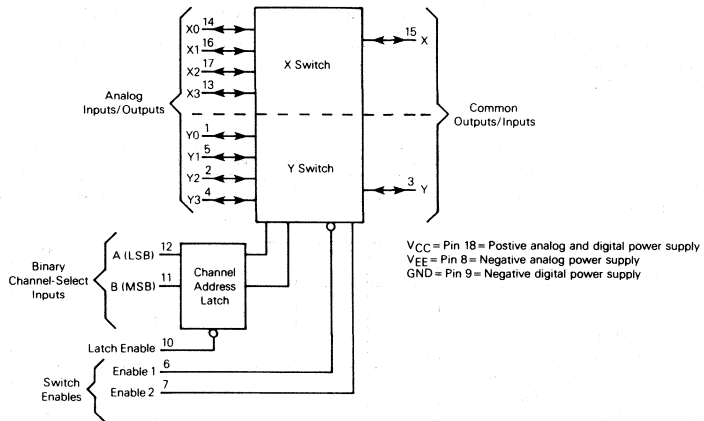 X0 14
X1 16
X2 17
X3 13
Analog
Inputs/Outputs
Y0 1
Y1 5
Y2 2
Y3 4
X Switch
Y Switch
15 X
3 Y
Common
Outputs/Inputs
Binary
Channel-Select
Inputs
A (LSB) 12
B (MSB) 11
Channel
Address
Latch
Latch Enable 10
Switch
Enables
Enable 1 6
Enable 2 7
VCC = Pin 18 = Postive analog and digital power supply
VEE = Pin 8 = Negative analog power supply
GND = Pin 9 = Negative digital power supply